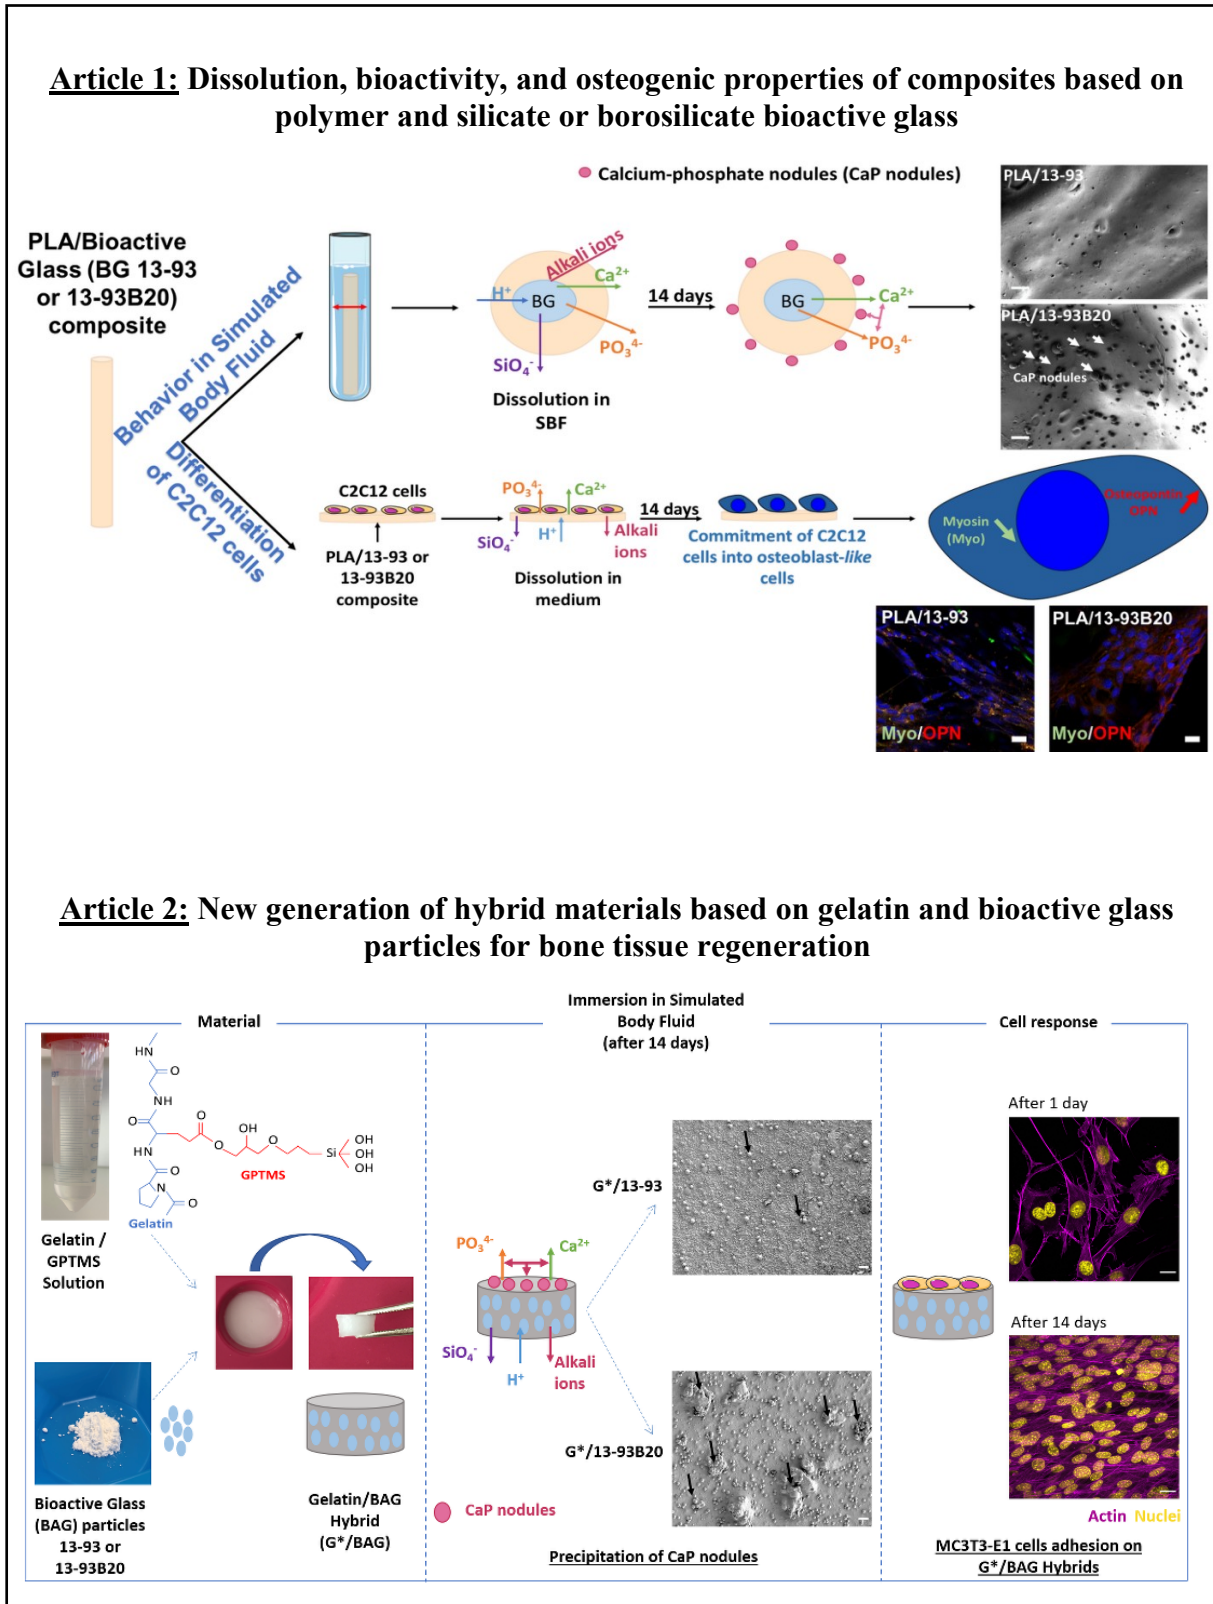 Article 1: Dissolution, bioactivity, and osteogenic properties of composites based on
polymer and silicate or borosilicate bioactive glass
Calcium-phosphate nodules (CaP nodules)
PLA/Bioactive
Glass (BG 13-93
or 13-93B20)
composite
Behavior in Simulated
Body Fluid
Differentiation
of C2C12 cells
H⁺
BG
Alkali ions
Ca²⁺
PO₃⁴⁻
SiO₄⁻
Dissolution in
SBF
14 days
BG
Ca²⁺
PO₃⁴⁻
PLA/13-93
PLA/13-93B20
CaP nodules
C2C12 cells
PLA/13-93 or
13-93B20
composite
PO₃⁴⁻
Ca²⁺
SiO₄⁻
H⁺
Alkali
ions
Dissolution in
medium
14 days
Commitment of C2C12
cells into osteoblast-like
cells
Myosin
(Myo)
Osteopontin
OPN
PLA/13-93
Myo/OPN
PLA/13-93B20
Myo/OPN
Article 2: New generation of hybrid materials based on gelatin and bioactive glass
particles for bone tissue regeneration
Material
HN
O
NH
O
HN
O
N
O
O
O
OH
O
Si
OH
OH
OH
GPTMS
Gelatin
Gelatin /
GPTMS
Solution
Bioactive Glass
(BAG) particles
13-93 or
13-93B20
Gelatin/BAG
Hybrid
(G*/BAG)
Immersion in Simulated
Body Fluid
(after 14 days)
PO₃⁴⁻
Ca²⁺
SiO₄⁻
H⁺
Alkali
ions
G*/13-93
G*/13-93B20
CaP nodules
Precipitation of CaP nodules
Cell response
After 1 day
After 14 days
Actin Nuclei
MC3T3-E1 cells adhesion on
G*/BAG Hybrids